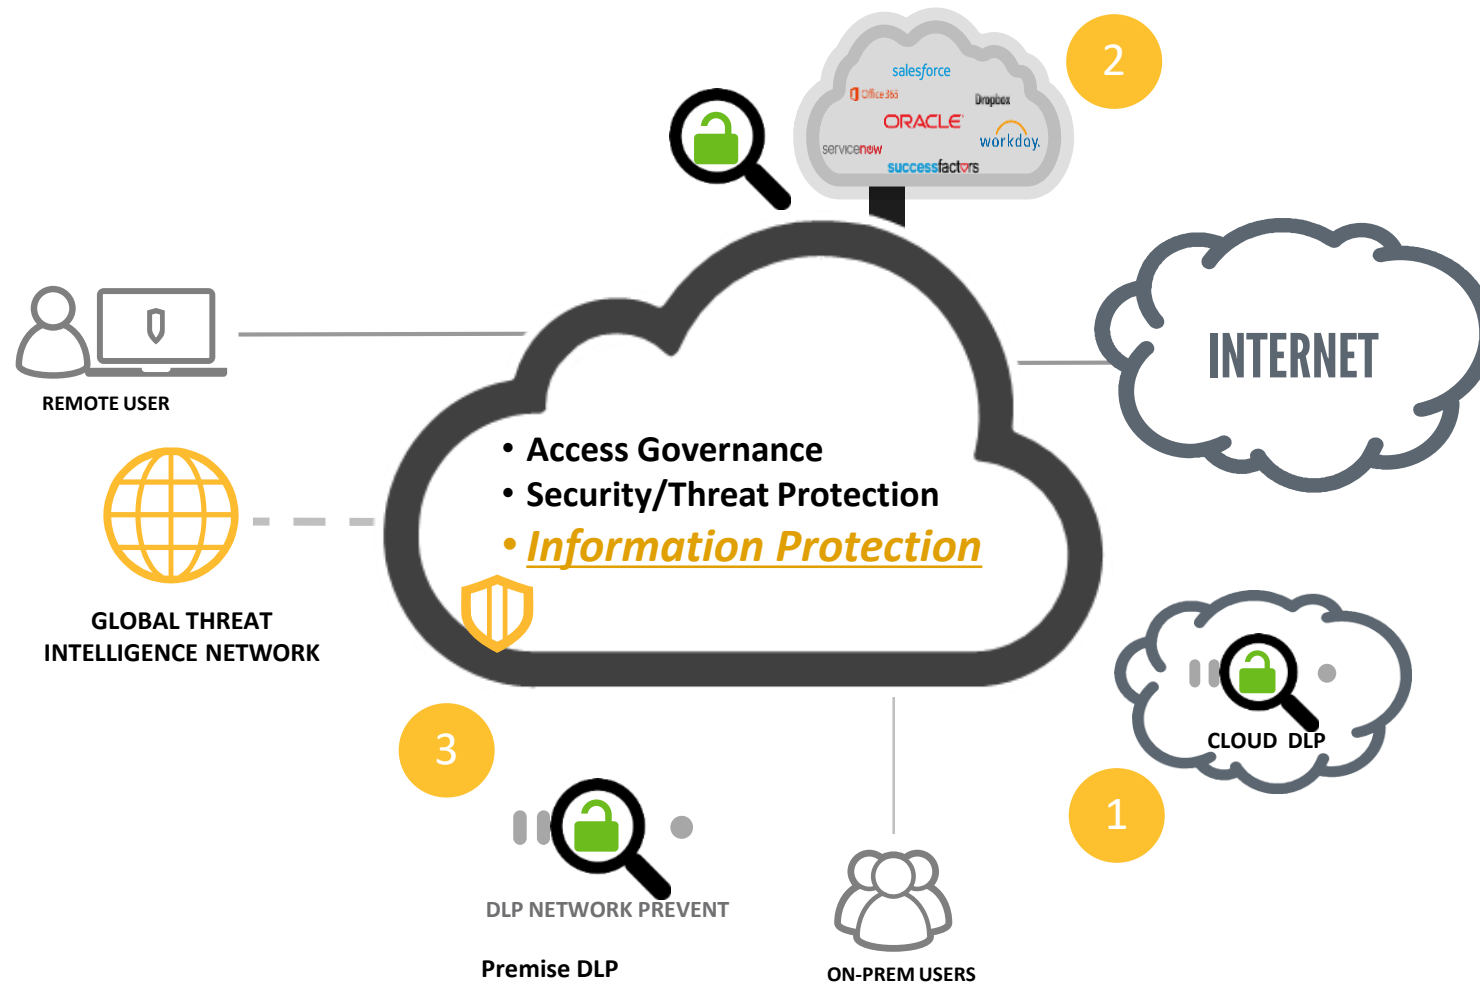 2
salesforce
Office 365
Dropbox
ORACLE
workday.
servicenow
successfactors
INTERNET
REMOTE USER
• Access Governance
• Security/Threat Protection
• Information Protection
GLOBAL THREAT
INTELLIGENCE NETWORK
CLOUD DLP
3
1
DLP NETWORK PREVENT
Premise DLP
ON-PREM USERS